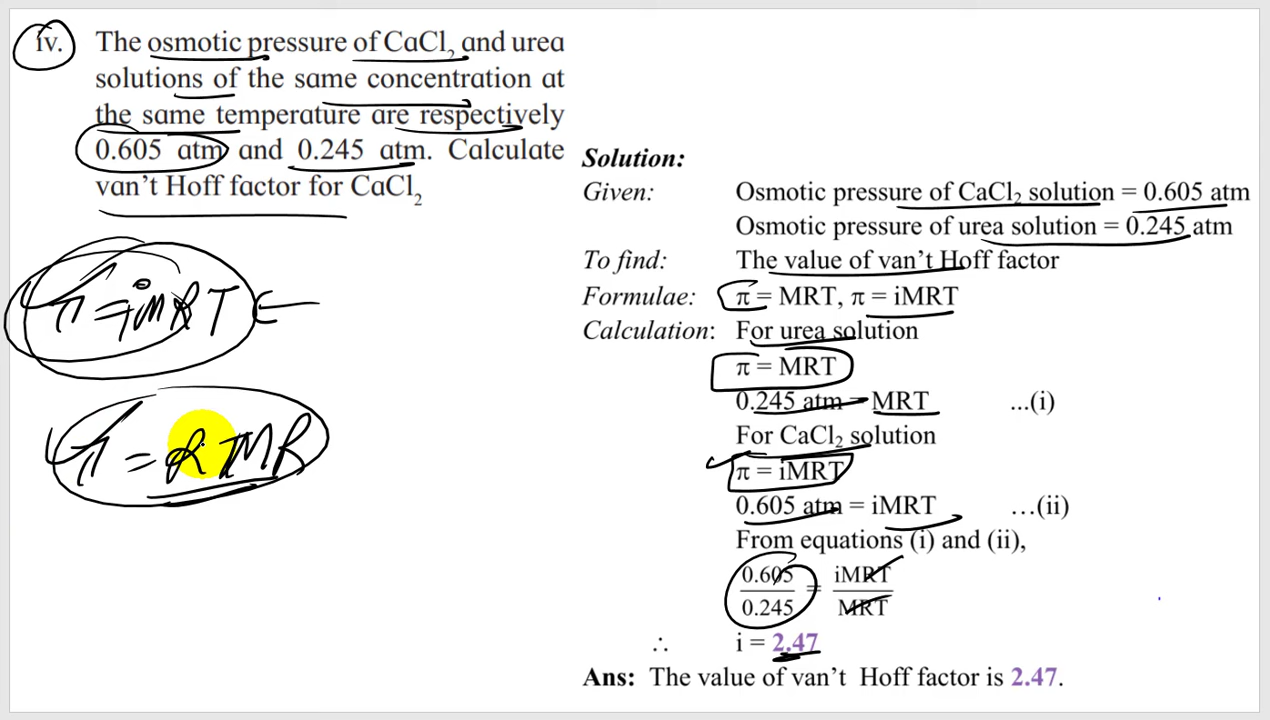 iv. The osmotic pressure of CaCl₂ and urea
solutions of the same concentration at
the same temperature are respectively
0.605 atm and 0.245 atm. Calculate
van't Hoff factor for CaCl₂
π = iMRT
π = RTMR
Solution:
Given: Osmotic pressure of CaCl₂ solution = 0.605 atm
Osmotic pressure of urea solution = 0.245 atm
To find: The value of van't Hoff factor
Formulae: π = MRT, π = iMRT
Calculation: For urea solution
π = MRT
0.245 atm = MRT ...(i)
For CaCl₂ solution
π = iMRT
0.605 atm = iMRT …(ii)
From equations (i) and (ii),
0.605 / 0.245 = iMRT / MRT
∴ i = 2.47
Ans: The value of van't Hoff factor is 2.47.